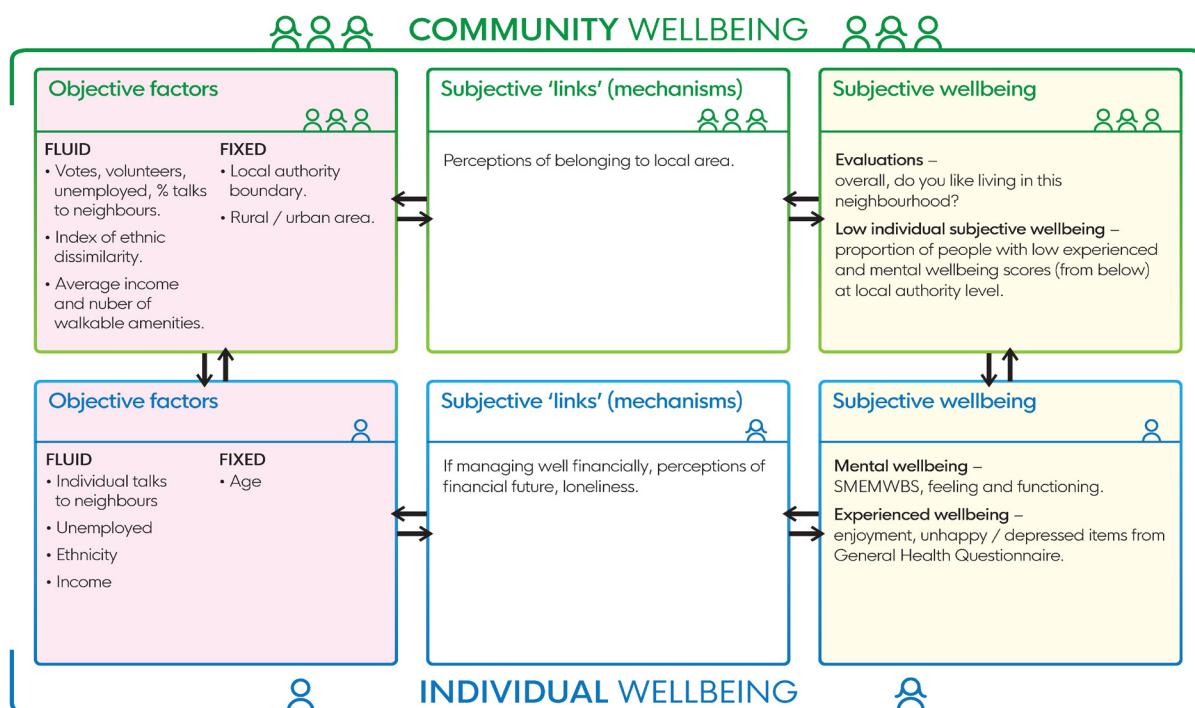 COMMUNITY WELLBEING
Objective factors
FLUID
• Votes, volunteers,
unemployed, % talks
to neighbours.
• Index of ethnic
dissimilarity.
• Average income
and nuber of
walkable amenities.
FIXED
• Local authority
boundary.
• Rural / urban area.
Subjective ‘links’ (mechanisms)
Perceptions of belonging to local area.
Subjective wellbeing
Evaluations –
overall, do you like living in this
neighbourhood?
Low individual subjective wellbeing –
proportion of people with low experienced
and mental wellbeing scores (from below)
at local authority level.
Objective factors
FLUID
• Individual talks
to neighbours
• Unemployed
• Ethnicity
• Income
FIXED
• Age
Subjective ‘links’ (mechanisms)
If managing well financially, perceptions of
financial future, loneliness.
Subjective wellbeing
Mental wellbeing –
SMEMWBS, feeling and functioning.
Experienced wellbeing –
enjoyment, unhappy / depressed items from
General Health Questionnaire.
INDIVIDUAL WELLBEING